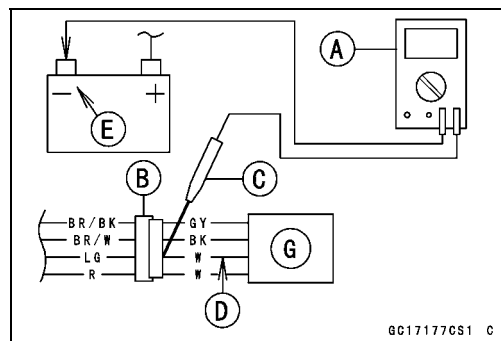 A
− +
E
B
C
BR/BK GY
BR/W BK
LG W
R W
G
D
GC17177CS1 C